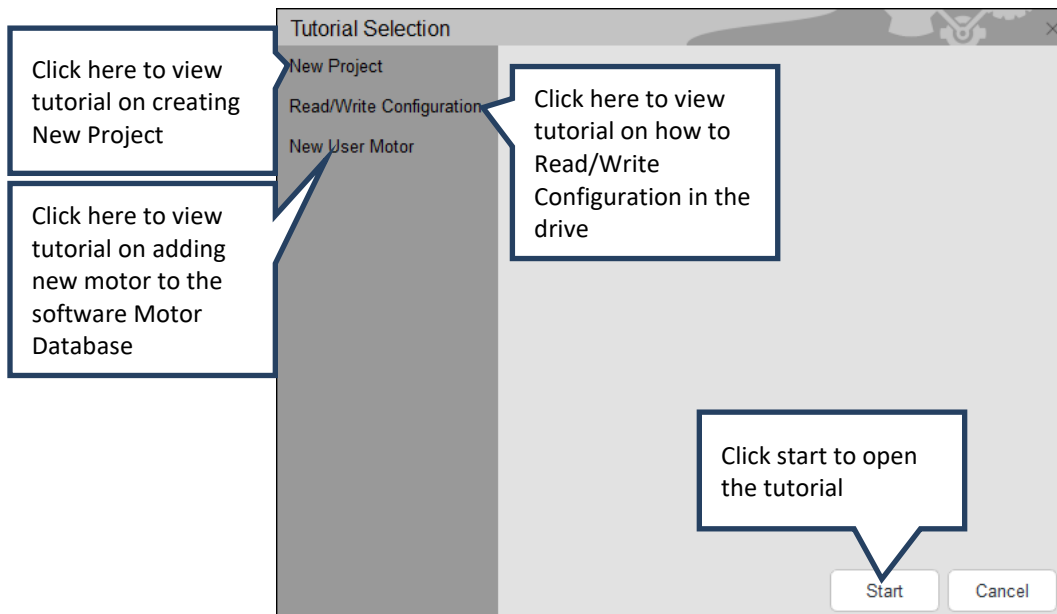 Tutorial Selection
New Project
Read/Write Configuration
New User Motor
Click here to view
tutorial on creating
New Project
Click here to view
tutorial on adding
new motor to the
software Motor
Database
Click here to view
tutorial on how to
Read/Write
Configuration in the
drive
Click start to open
the tutorial
Start
Cancel